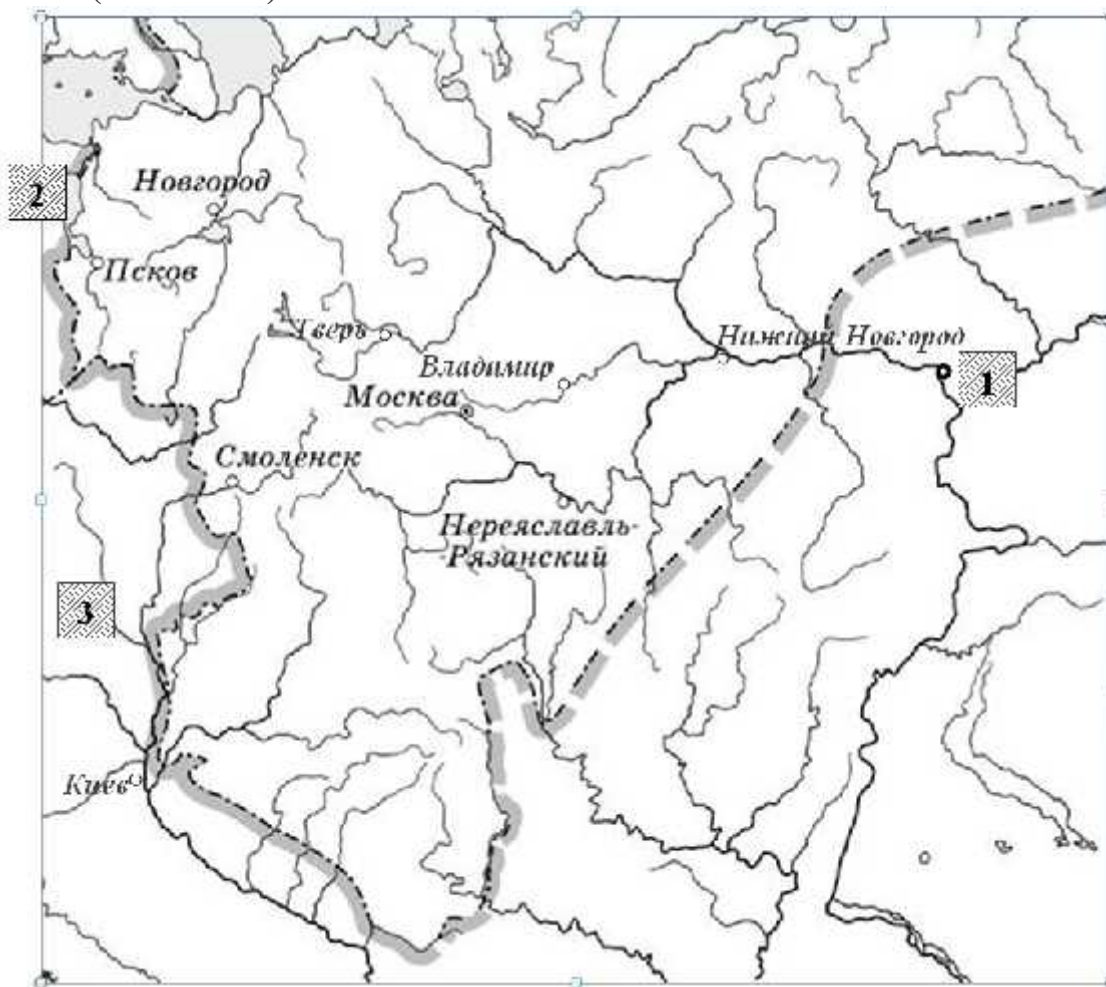 2
Новгород
Псков
Тверь
Нижний Новгород
Владимир
1
Москва
Смоленск
Переяславль-
-Рязанский
3
Киев